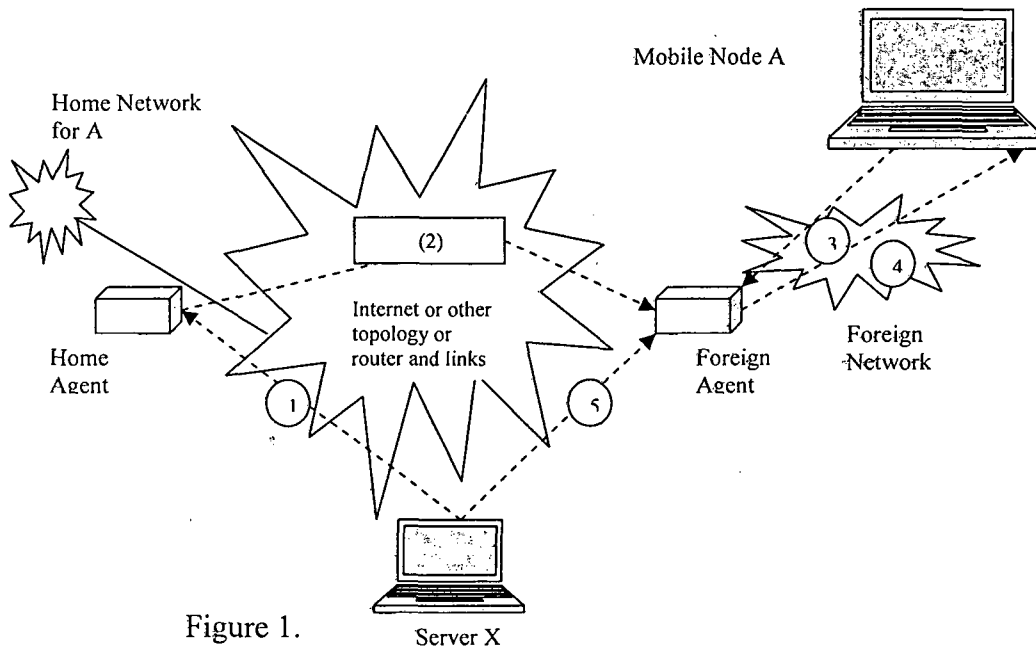 Mobile Node A
Home Network
for A
(2)
3
4
Internet or other
topology or
router and links
Home
Agent
Foreign
Agent
Foreign
Network
1
5
Figure 1.
Server X